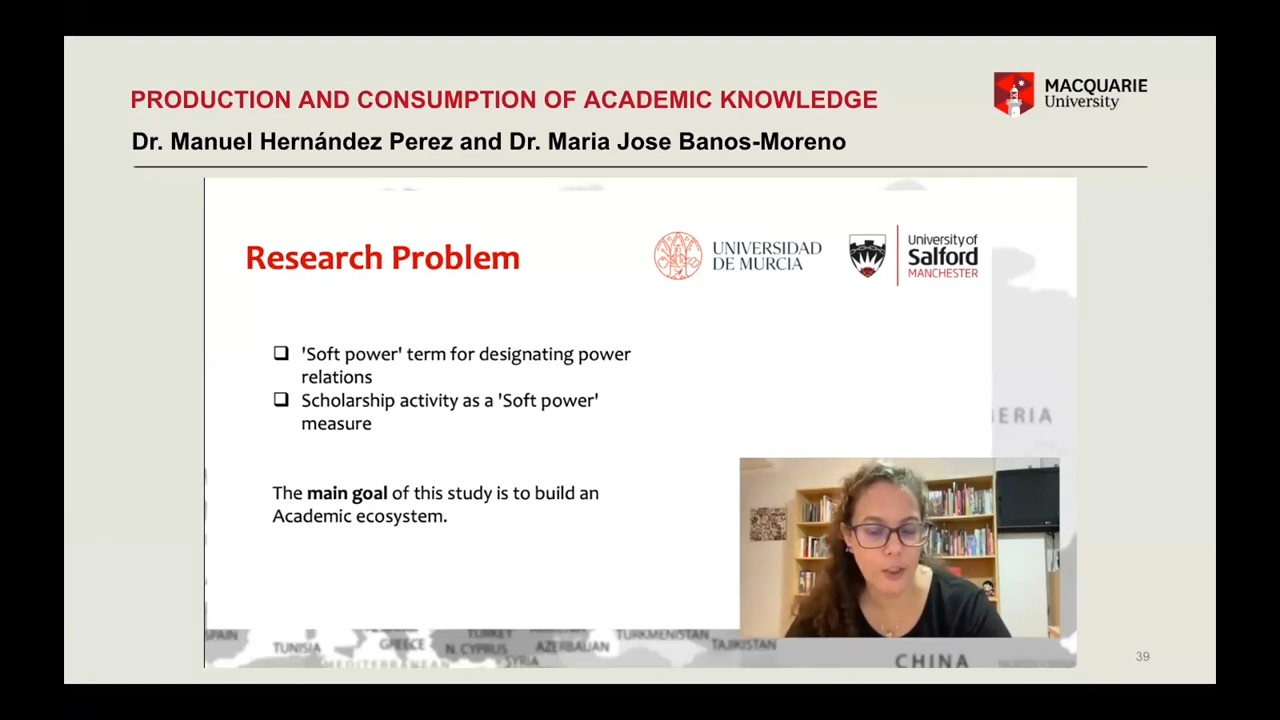 PRODUCTION AND CONSUMPTION OF ACADEMIC KNOWLEDGE
MACQUARIE
University
Dr. Manuel Hernández Perez and Dr. Maria Jose Banos-Moreno
Research Problem
UNIVERSIDAD
DE MURCIA
University of
Salford
MANCHESTER
'Soft power' term for designating power
relations
Scholarship activity as a 'Soft power'
measure
The main goal of this study is to build an
Academic ecosystem.
SPAIN
TUNISIA
GREECE
TURKEY
N. CYPRUS
SYRIA
AZERBAIJAN
TURKMENISTAN
TAJIKISTAN
MEDITERRANEAN
CHINA
39